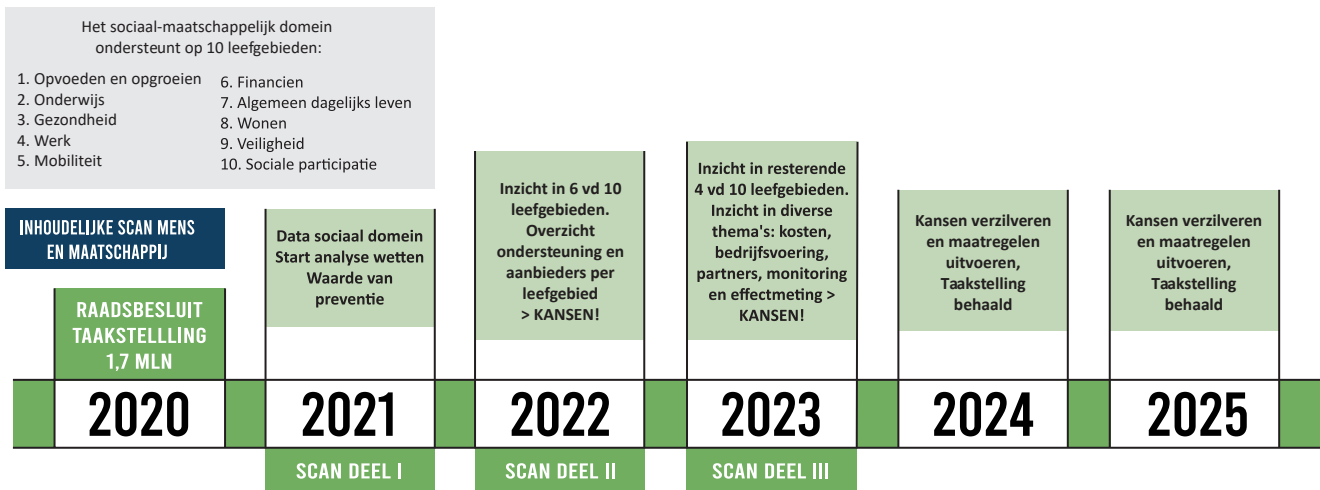 Het sociaal-maatschappelijk domein
ondersteunt op 10 leefgebieden:
1. Opvoeden en opgroeien
2. Onderwijs
3. Gezondheid
4. Werk
5. Mobiliteit
6. Financien
7. Algemeen dagelijks leven
8. Wonen
9. Veiligheid
10. Sociale participatie
INHOUDELIJKE SCAN MENS
EN MAATSCHAPPIJ
RAADSBESLUIT
TAAKSTELLLING
1,7 MLN
2020
Data sociaal domein
Start analyse wetten
Waarde van
preventie
2021
SCAN DEEL I
Inzicht in 6 vd 10
leefgebieden.
Overzicht
ondersteuning en
aanbieders per
leefgebied
> KANSEN!
2022
SCAN DEEL II
Inzicht in resterende
4 vd 10 leefgebieden.
Inzicht in diverse
thema's: kosten,
bedrijfsvoering,
partners, monitoring
en effectmeting >
KANSEN!
2023
SCAN DEEL III
Kansen verzilveren
en maatregelen
uitvoeren,
Taakstelling
behaald
2024
Kansen verzilveren
en maatregelen
uitvoeren,
Taakstelling
behaald
2025